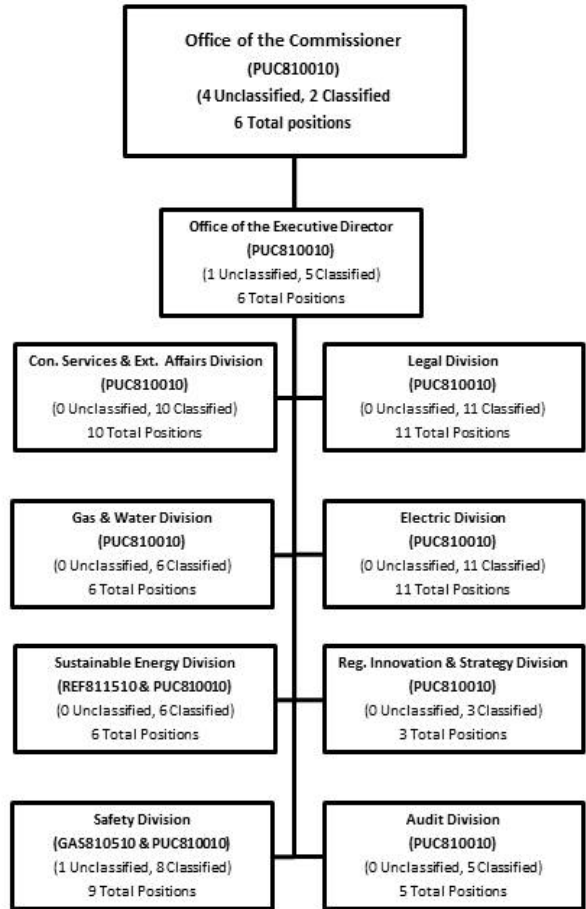 Office of the Commissioner
(PUC810010)
(4 Unclassified, 2 Classified
6 Total positions
Office of the Executive Director
(PUC810010)
(1 Unclassified, 5 Classified)
6 Total Positions
Con. Services & Ext. Affairs Division
(PUC810010)
(0 Unclassified, 10 Classified)
10 Total Positions
Legal Division
(PUC810010)
(0 Unclassified, 11 Classified)
11 Total Positions
Gas & Water Division
(PUC810010)
(0 Unclassified, 6 Classified)
6 Total Positions
Electric Division
(PUC810010)
(0 Unclassified, 11 Classified)
11 Total Positions
Sustainable Energy Division
(REF811510 & PUC810010)
(0 Unclassified, 6 Classified)
6 Total Positions
Reg. Innovation & Strategy Division
(PUC810010)
(0 Unclassified, 3 Classified)
3 Total Positions
Safety Division
(GAS810510 & PUC810010)
(1 Unclassified, 8 Classified)
9 Total Positions
Audit Division
(PUC810010)
(0 Unclassified, 5 Classified)
5 Total Positions